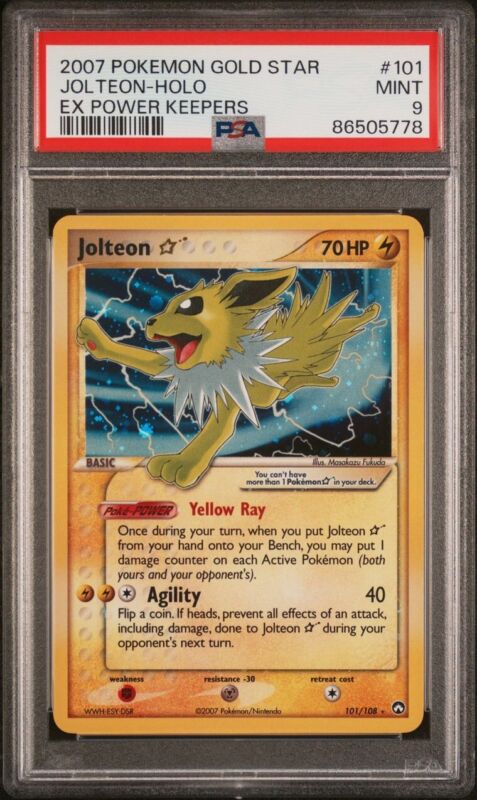 2007 POKEMON GOLD STAR #101
JOLTEON-HOLO MINT
EX POWER KEEPERS 9
PSA 86505778
Jolteon ☆ 70 HP
BASIC
Illus. Masakazu Fukuda
You can't have
more than 1 Pokémon ☆ in your deck.
Poké-POWER Yellow Ray
Once during your turn, when you put Jolteon ☆
from your hand onto your Bench, you may put 1
damage counter on each Active Pokémon (both
yours and your opponent's).
Agility 40
Flip a coin. If heads, prevent all effects of an attack,
including damage, done to Jolteon ☆ during your
opponent's next turn.
weakness resistance -30 retreat cost
WWH-ESY-DSR ©2007 Pokémon/Nintendo 101/108 ★
PSA